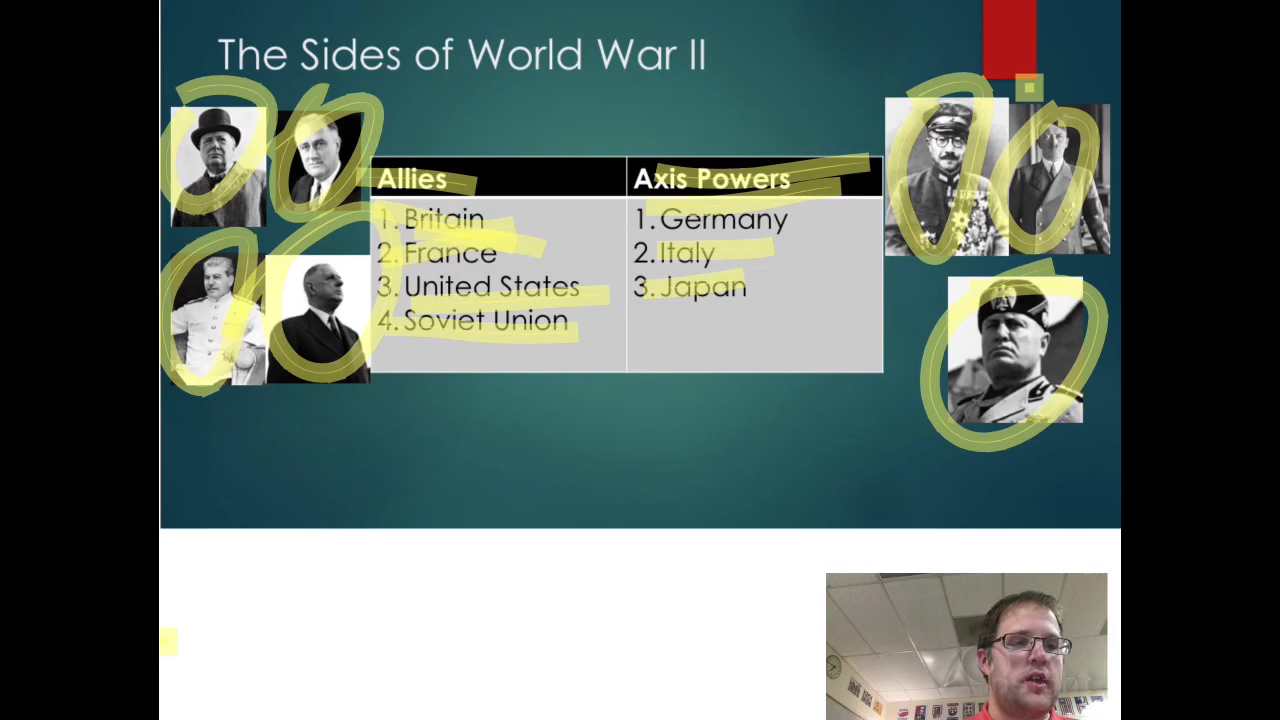 The Sides of World War II
Allies
Axis Powers
1. Britain
2. France
3. United States
4. Soviet Union
1. Germany
2. Italy
3. Japan